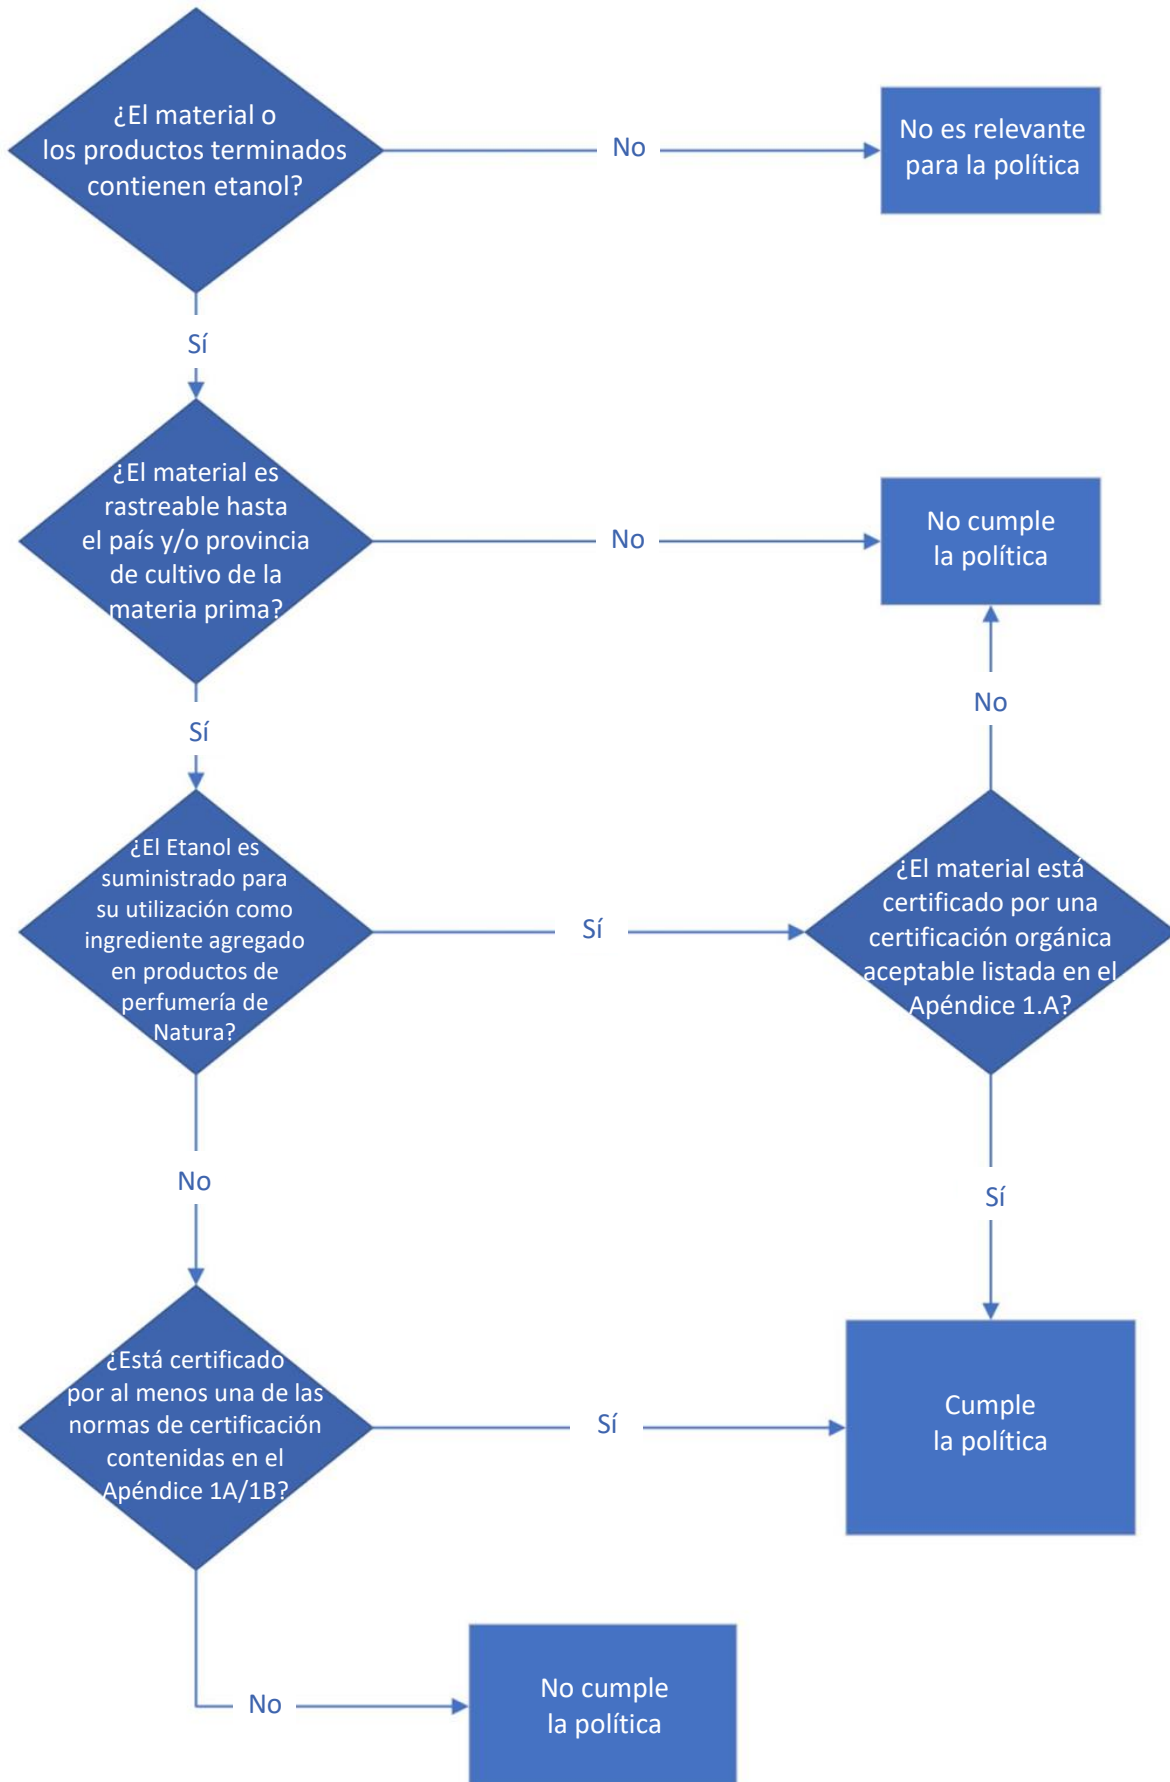 ¿El material o
los productos terminados
contienen etanol?
No
No es relevante
para la política
Sí
¿El material es
rastreable hasta
el país y/o provincia
de cultivo de la
materia prima?
No
No cumple
la política
Sí
No
¿El Etanol es
suministrado para
su utilización como
ingrediente agregado
en productos de
perfumería de
Natura?
Sí
¿El material está
certificado por una
certificación orgánica
aceptable listada en el
Apéndice 1.A?
No
Sí
¿Está certificado
por al menos una de las
normas de certificación
contenidas en el
Apéndice 1A/1B?
Sí
Cumple
la política
No
No cumple
la política